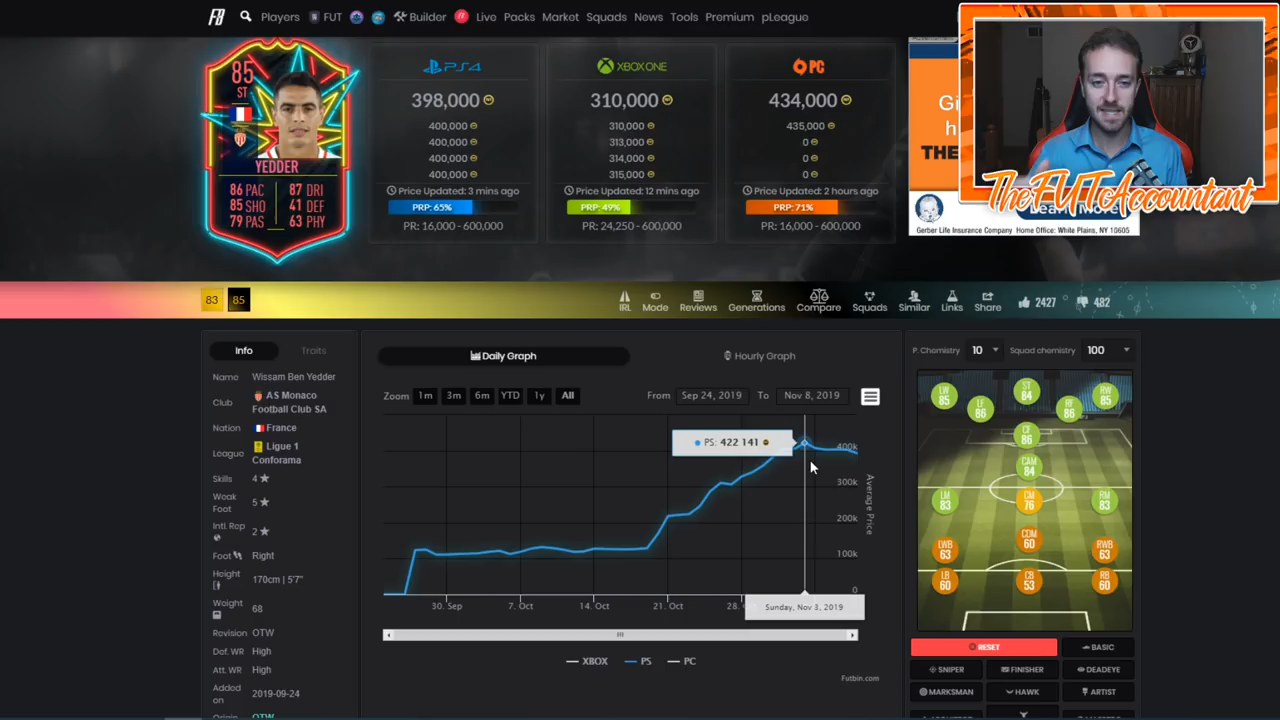 F8 Players FUT Builder Live Packs Market Squads News Tools Premium pLeague
85
ST
YEDDER
86 PAC 87 DRI
85 SHO 41 DEF
79 PAS 63 PHY
PS4
398,000
400,000
400,000
400,000
400,000
Price Updated: 3 mins ago
PRP: 65%
PR: 16,000 - 600,000
XBOX ONE
310,000
310,000
313,000
314,000
315,000
Price Updated: 12 mins ago
PRP: 49%
PR: 24,250 - 600,000
PC
434,000
435,000
0
0
0
Price Updated: 2 hours ago
PRP: 71%
PR: 16,000 - 600,000
Gi
h
THE
TheFUTAccountant
Learn More
Gerber Life Insurance Company Home Office: White Plains, NY 10605
83 85
IRL Mode Reviews Generations Compare Squads Similar Links Share 2427 482
Info Traits
Name Wissam Ben Yedder
Club AS Monaco Football Club SA
Nation France
League Ligue 1 Conforama
Skills 4
Weak Foot 5
Intl. Rep 2
Foot Right
Height 170cm | 5'7"
Weight 68
Revision OTW
Def. WR High
Att. WR High
Added on 2019-09-24
Origin OTW
Daily Graph Hourly Graph
Zoom 1m 3m 6m YTD 1y All From Sep 24, 2019 To Nov 8, 2019
PS: 422 141
400k
300k
200k
100k
0
Average Price
30. Sep 7. Oct 14. Oct 21. Oct 28.
Sunday, Nov 3, 2019
XBOX PS PC
Futbin.com
P. Chemistry 10 Squad chemistry 100
LW 85
ST 84
RW 85
LF 86
RF 86
CF 86
CAM 84
LM 83
CM 76
RM 83
CDM 60
LWB 63
RWB 63
LB 60
CB 53
RB 60
RESET BASIC
SNIPER FINISHER DEADEYE
MARKSMAN HAWK ARTIST